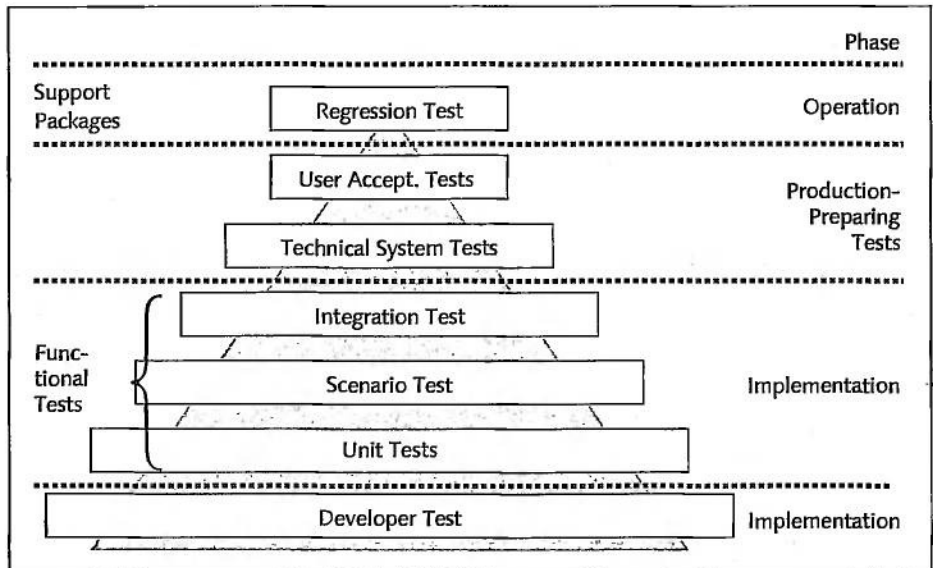 Phase
Support
Packages
Regression Test
Operation
User Accept. Tests
Production-
Preparing
Tests
Technical System Tests
Integration Test
Func-
tional
Tests
Scenario Test
Implementation
Unit Tests
Developer Test
Implementation